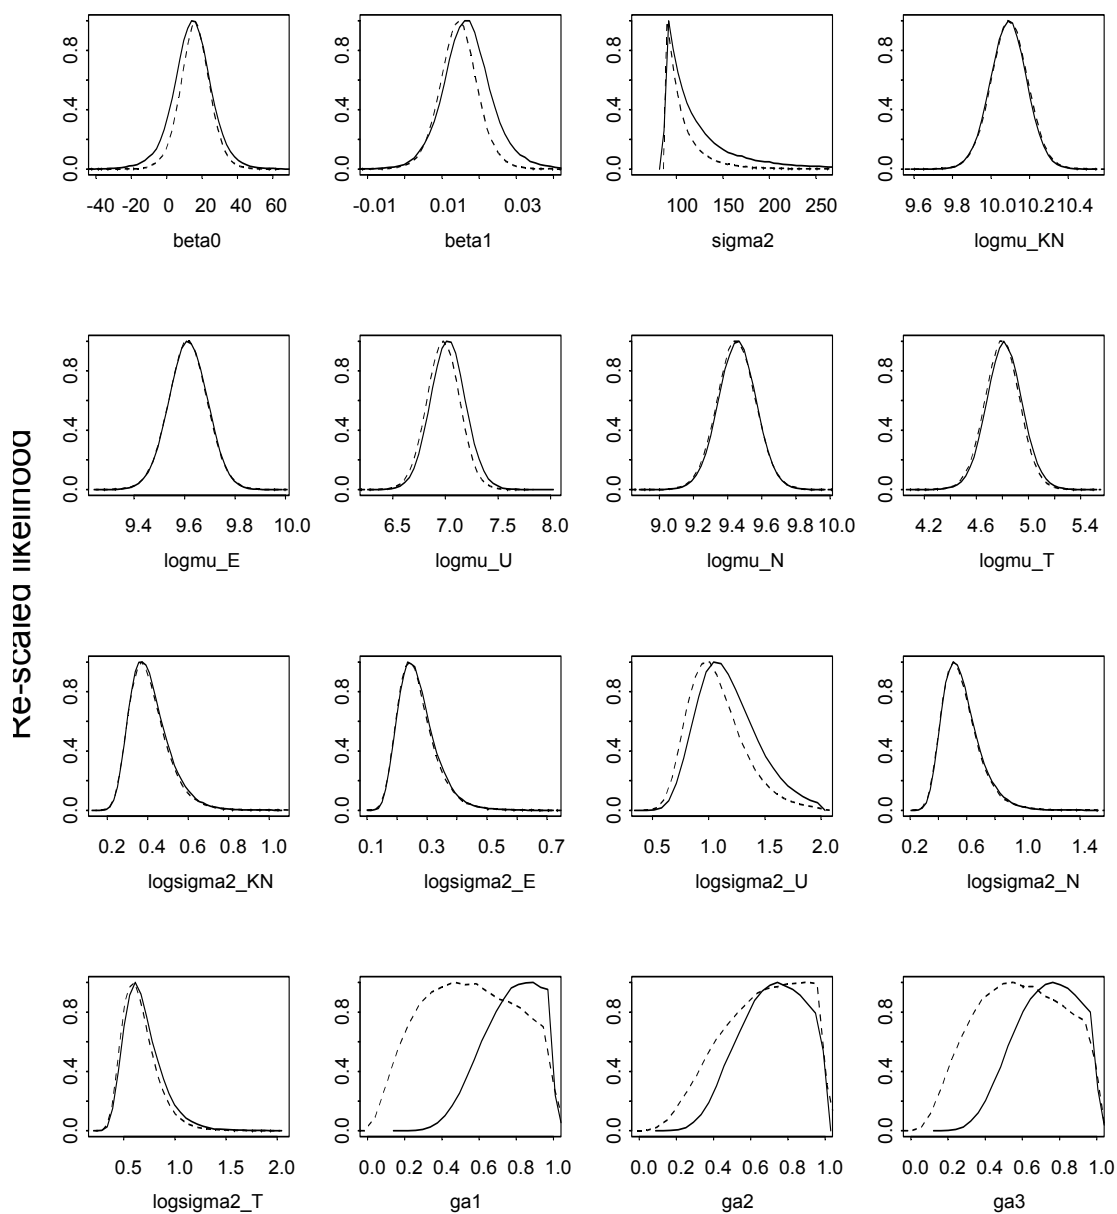 0.0 0.4 0.8
-40 -20 0 20 40 60
beta0
0.0 0.4 0.8
-0.01 0.01 0.03
beta1
0.0 0.4 0.8
100 150 200 250
sigma2
0.0 0.4 0.8
9.6 9.8 10.010.210.4
logmu_KN
0.0 0.4 0.8
9.4 9.6 9.8 10.0
logmu_E
0.0 0.4 0.8
6.5 7.0 7.5 8.0
logmu_U
0.0 0.4 0.8
9.0 9.2 9.4 9.6 9.8 10.0
logmu_N
0.0 0.4 0.8
4.2 4.6 5.0 5.4
logmu_T
Re-scaled likelihood
0.0 0.4 0.8
0.2 0.4 0.6 0.8 1.0
logsigma2_KN
0.0 0.4 0.8
0.1 0.3 0.5 0.7
logsigma2_E
0.0 0.4 0.8
0.5 1.0 1.5 2.0
logsigma2_U
0.0 0.4 0.8
0.2 0.6 1.0 1.4
logsigma2_N
0.0 0.4 0.8
0.5 1.0 1.5 2.0
logsigma2_T
0.0 0.4 0.8
0.0 0.2 0.4 0.6 0.8 1.0
ga1
0.0 0.4 0.8
0.0 0.2 0.4 0.6 0.8 1.0
ga2
0.0 0.4 0.8
0.0 0.2 0.4 0.6 0.8 1.0
ga3